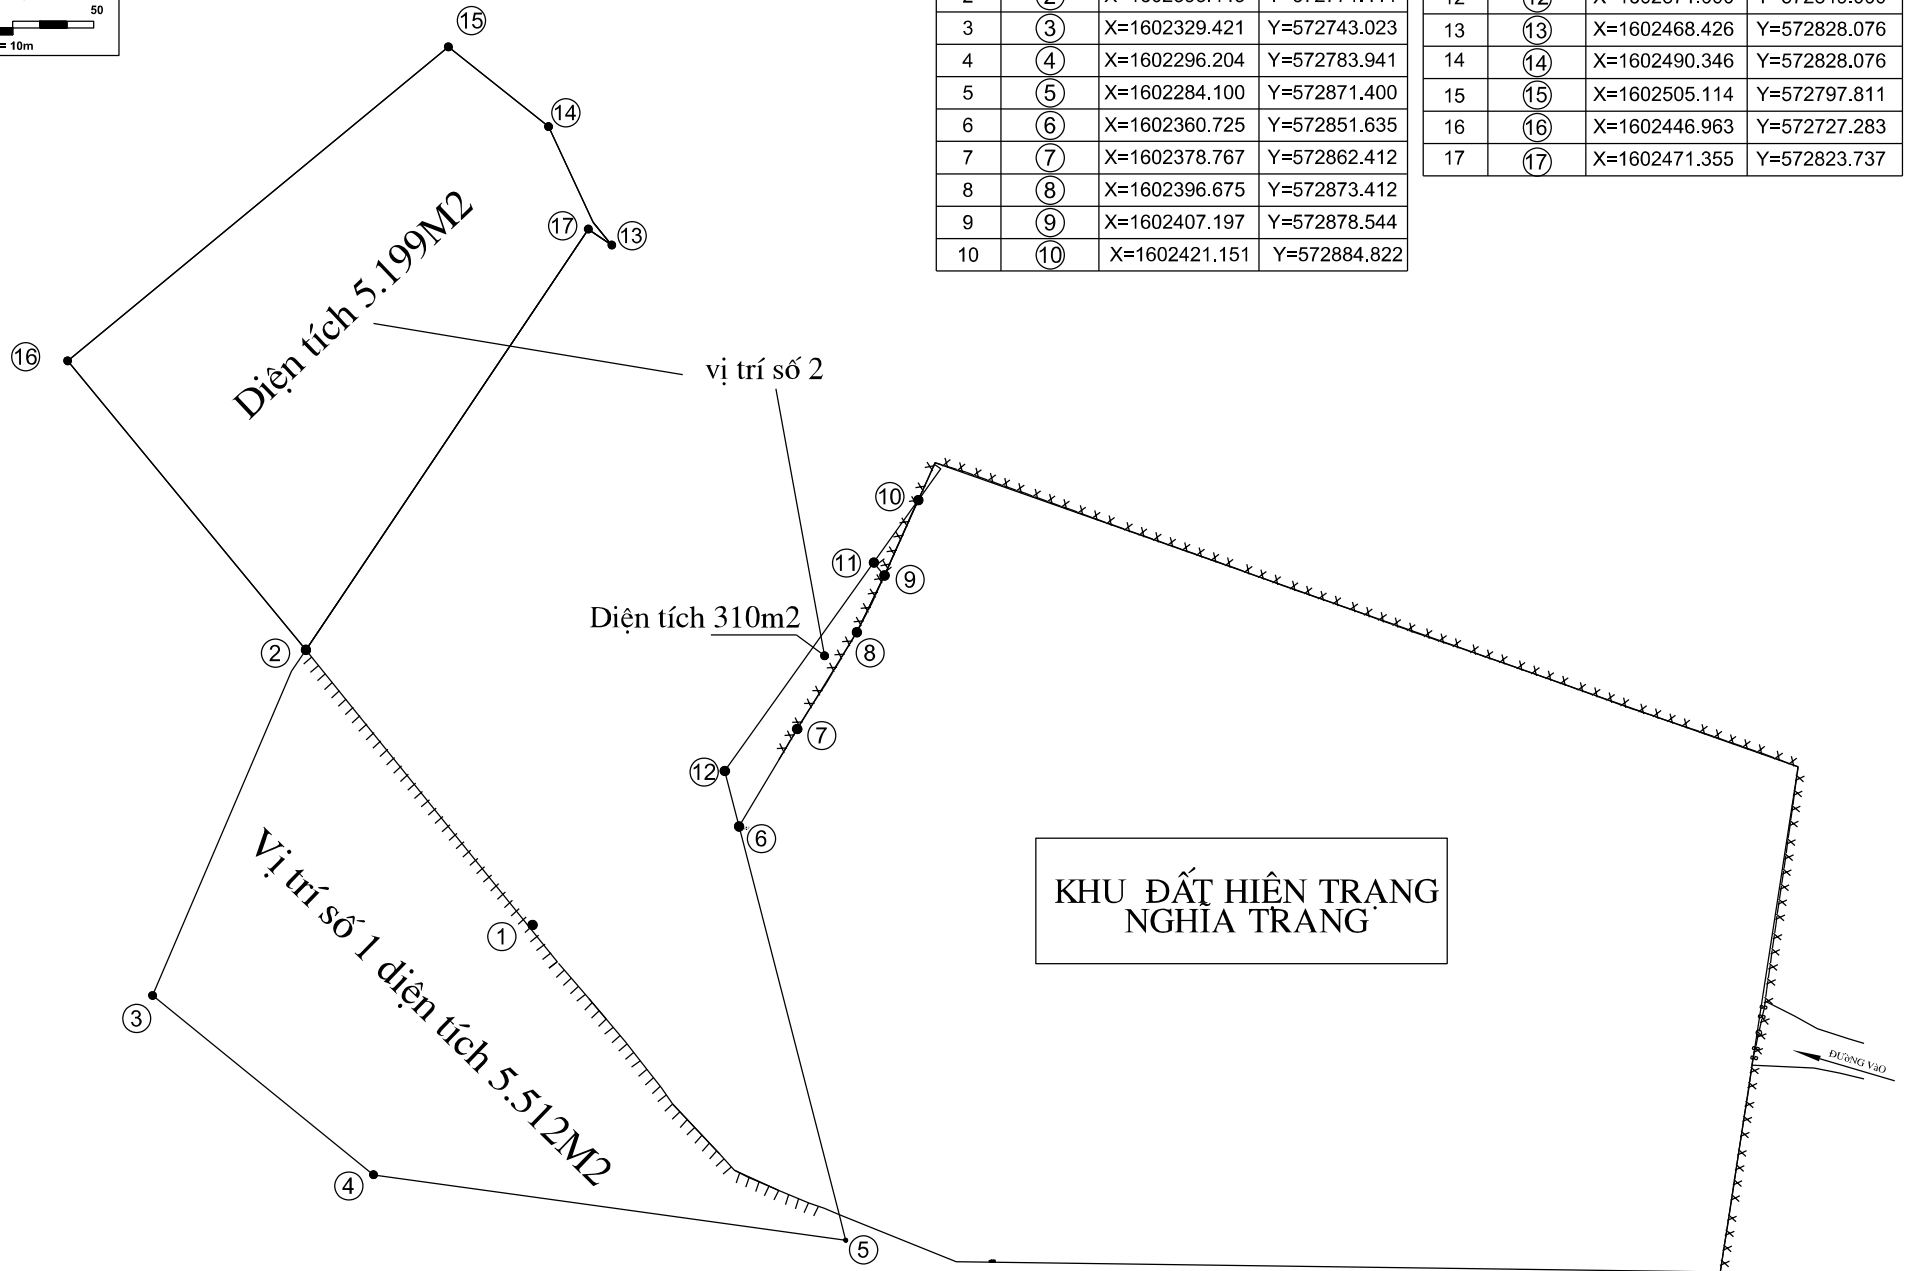 50
= 10m
3 3 X=1602329.421 Y=572743.023
4 4 X=1602296.204 Y=572783.941
5 5 X=1602284.100 Y=572871.400
6 6 X=1602360.725 Y=572851.635
7 7 X=1602378.767 Y=572862.412
8 8 X=1602396.675 Y=572873.412
9 9 X=1602407.197 Y=572878.544
10 10 X=1602421.151 Y=572884.822
13 13 X=1602468.426 Y=572828.076
14 14 X=1602490.346 Y=572828.076
15 15 X=1602505.114 Y=572797.811
16 16 X=1602446.963 Y=572727.283
17 17 X=1602471.355 Y=572823.737
15
14
17
13
16
Diện tích 5.199M2
vị trí số 2
10
11
9
Diện tích 310m2
8
2
7
12
6
Vị trí số 1 diện tích 5.512M2
1
3
4
5
KHU ĐẤT HIỆN TRẠNG
NGHĨA TRANG
ĐƯỜNG VàO